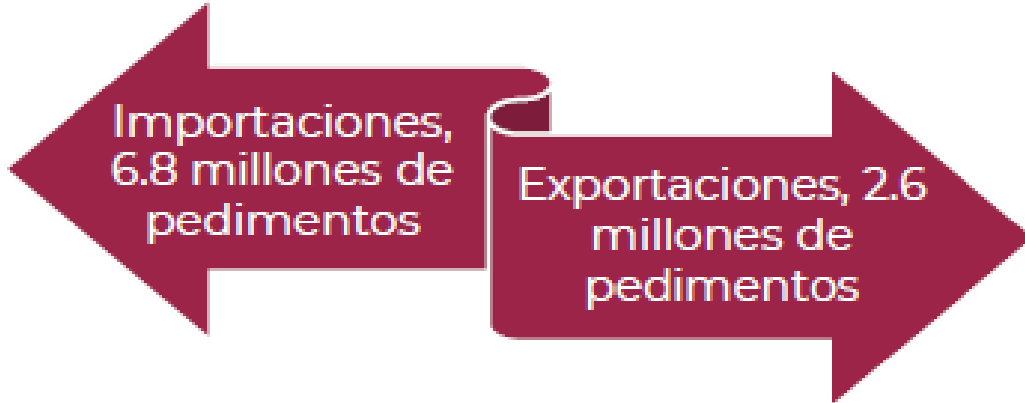 Importaciones,
6.8 millones de
pedimentos
Exportaciones, 2.6
millones de
pedimentos